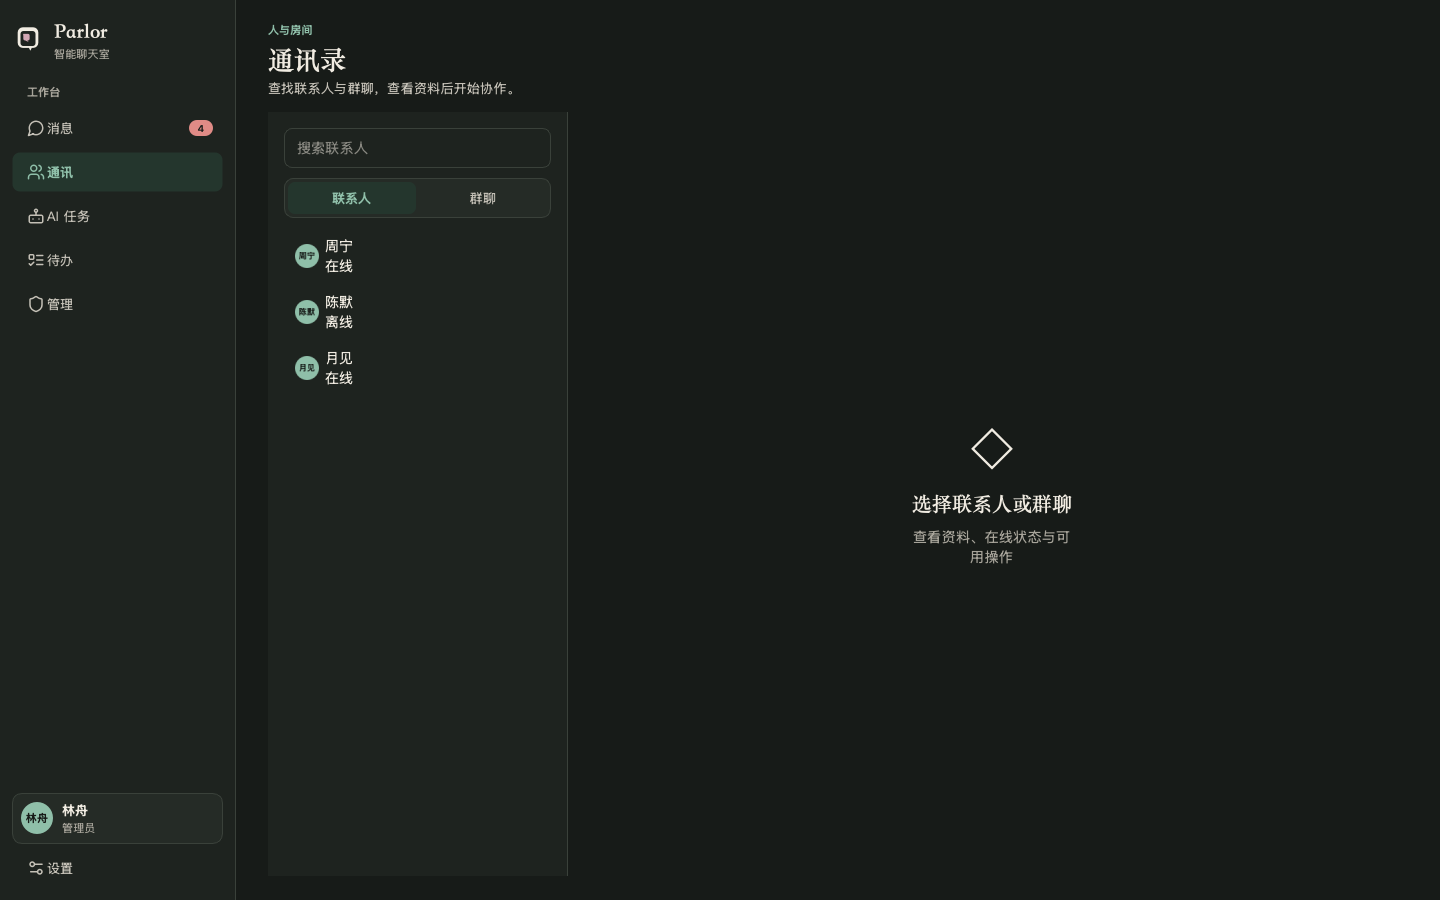 Parlor
智能聊天室
工作台
消息
4
通讯
AI 任务
待办
管理
林舟
林舟
管理员
设置
人与房间
通讯录
查找联系人与群聊，查看资料后开始协作。
搜索联系人
联系人
群聊
周宁
周宁
在线
陈默
陈默
离线
月见
月见
在线
选择联系人或群聊
查看资料、在线状态与可
用操作